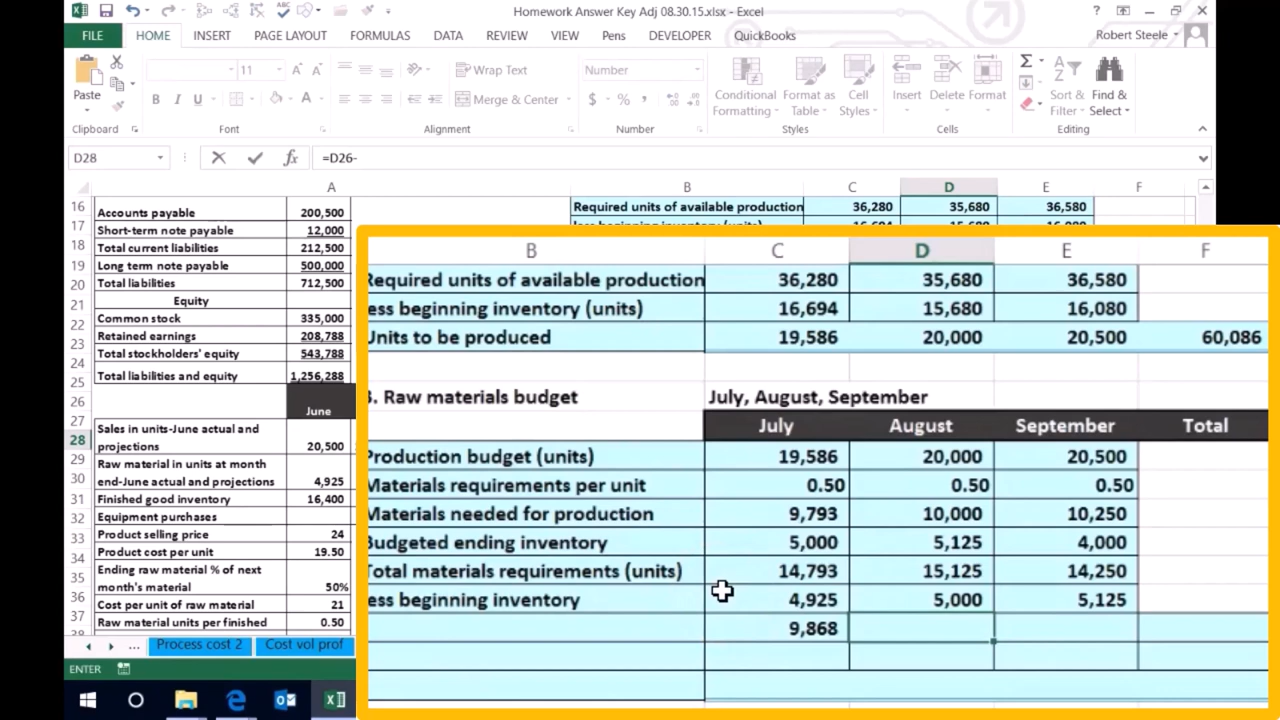 Homework Answer Key Adj 08.30.15.xlsx - Excel
FILE HOME INSERT PAGE LAYOUT FORMULAS DATA REVIEW VIEW Pens DEVELOPER QuickBooks Robert Steele
11 Wrap Text Number
Paste B I U A Merge & Center $ % , Conditional Formatting Format as Table Cell Styles Insert Delete Format Sort & Filter Find & Select
Clipboard Font Alignment Number Styles Cells Editing
D28 fx =D26-
A B C D E F
16 Accounts payable 200,500 Required units of available production 36,280 35,680 36,580
17 Short-term note payable 12,000
18 Total current liabilities 212,500
19 Long term note payable 500,000
20 Total liabilities 712,500
21 Equity
22 Common stock 335,000
23 Retained earnings 208,788
24 Total stockholders' equity 543,788
25 Total liabilities and equity 1,256,288
26 June
27 Sales in units-June actual and
28 projections 20,500
29 Raw material in units at month
30 end-June actual and projections 4,925
31 Finished good inventory 16,400
32 Equipment purchases
33 Product selling price 24
34 Product cost per unit 19.50
35 Ending raw material % of next
month's material 50%
36 Cost per unit of raw material 21
37 Raw material units per finished 0.50
... Process cost 2 Cost vol prof
ENTER
B C D E F
Required units of available production 36,280 35,680 36,580
ess beginning inventory (units) 16,694 15,680 16,080
Units to be produced 19,586 20,000 20,500 60,086
3. Raw materials budget July, August, September
July August September Total
Production budget (units) 19,586 20,000 20,500
Materials requirements per unit 0.50 0.50 0.50
Materials needed for production 9,793 10,000 10,250
Budgeted ending inventory 5,000 5,125 4,000
Total materials requirements (units) 14,793 15,125 14,250
ess beginning inventory 4,925 5,000 5,125
9,868